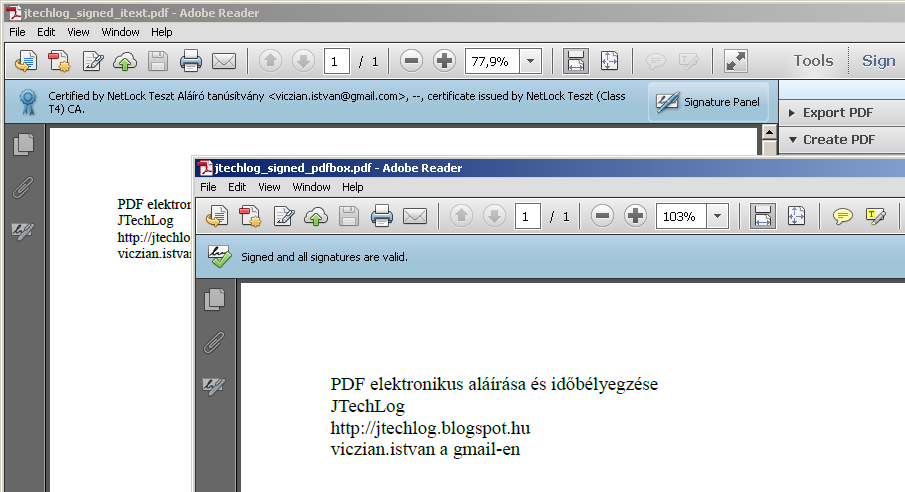 jtechlog_signed_itext.pdf - Adobe Reader
File Edit View Window Help
1 / 1 77,9% Tools Sign
Certified by NetLock Teszt Aláíró tanúsítvány <viczian.istvan@gmail.com>, --, certificate issued by NetLock Teszt (Class
T4) CA.
Signature Panel
Export PDF
Create PDF
PDF elektron
JTechLog
http://jtechlo
viczian.istva
jtechlog_signed_pdfbox.pdf - Adobe Reader
File Edit View Window Help
1 / 1 103%
Signed and all signatures are valid.
PDF elektronikus aláírása és időbélyegzése
JTechLog
http://jtechlog.blogspot.hu
viczian.istvan a gmail-en